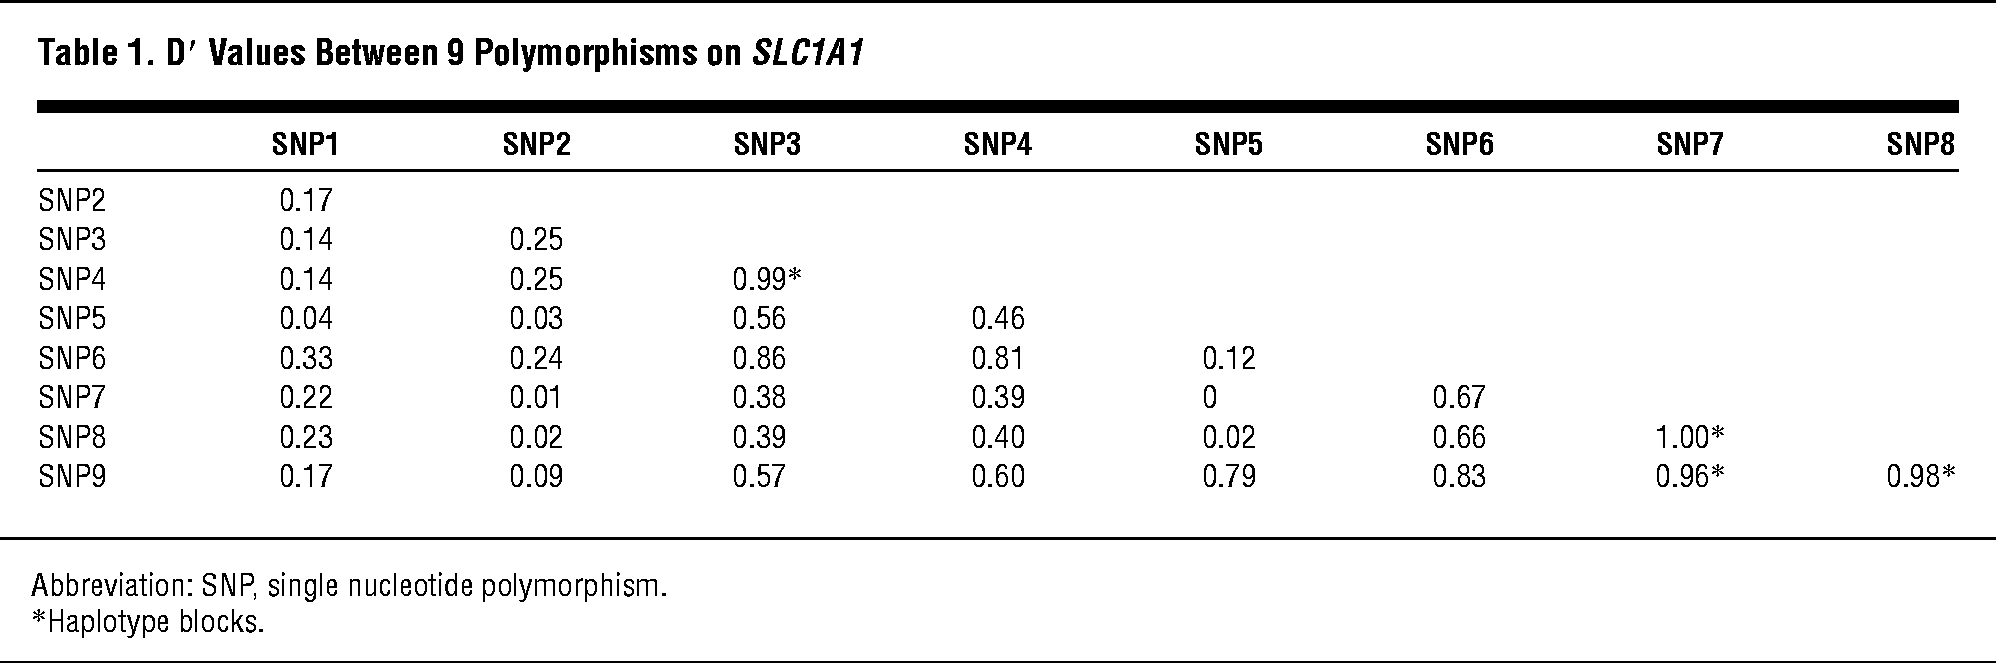 Table 1. D′ Values Between 9 Polymorphisms on SLC1A1
SNP1 SNP2 SNP3 SNP4 SNP5 SNP6 SNP7 SNP8
SNP2 0.17
SNP3 0.14 0.25
SNP4 0.14 0.25 0.99*
SNP5 0.04 0.03 0.56 0.46
SNP6 0.33 0.24 0.86 0.81 0.12
SNP7 0.22 0.01 0.38 0.39 0 0.67
SNP8 0.23 0.02 0.39 0.40 0.02 0.66 1.00*
SNP9 0.17 0.09 0.57 0.60 0.79 0.83 0.96* 0.98*
Abbreviation: SNP, single nucleotide polymorphism.
*Haplotype blocks.